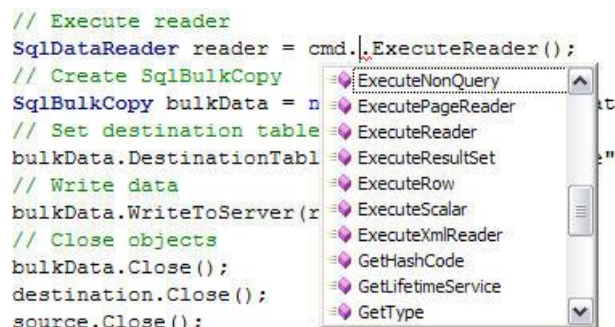 // Execute reader
SqlDataReader reader = cmd..ExecuteReader();
// Create SqlBulkCopy
SqlBulkCopy bulkData = n
// Set destination table
bulkData.DestinationTabl e"
// Write data
bulkData.WriteToServer(r
// Close objects
bulkData.Close();
destination.Close();
source.Close();
ExecuteNonQuery
ExecutePageReader
ExecuteReader
ExecuteResultSet
ExecuteRow
ExecuteScalar
ExecuteXmlReader
GetHashCode
GetLifetimeService
GetType